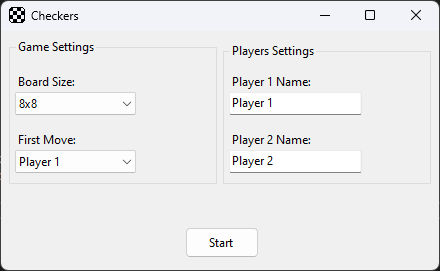 Checkers
Game Settings
Board Size:
8x8
First Move:
Player 1
Players Settings
Player 1 Name:
Player 1
Player 2 Name:
Player 2
Start